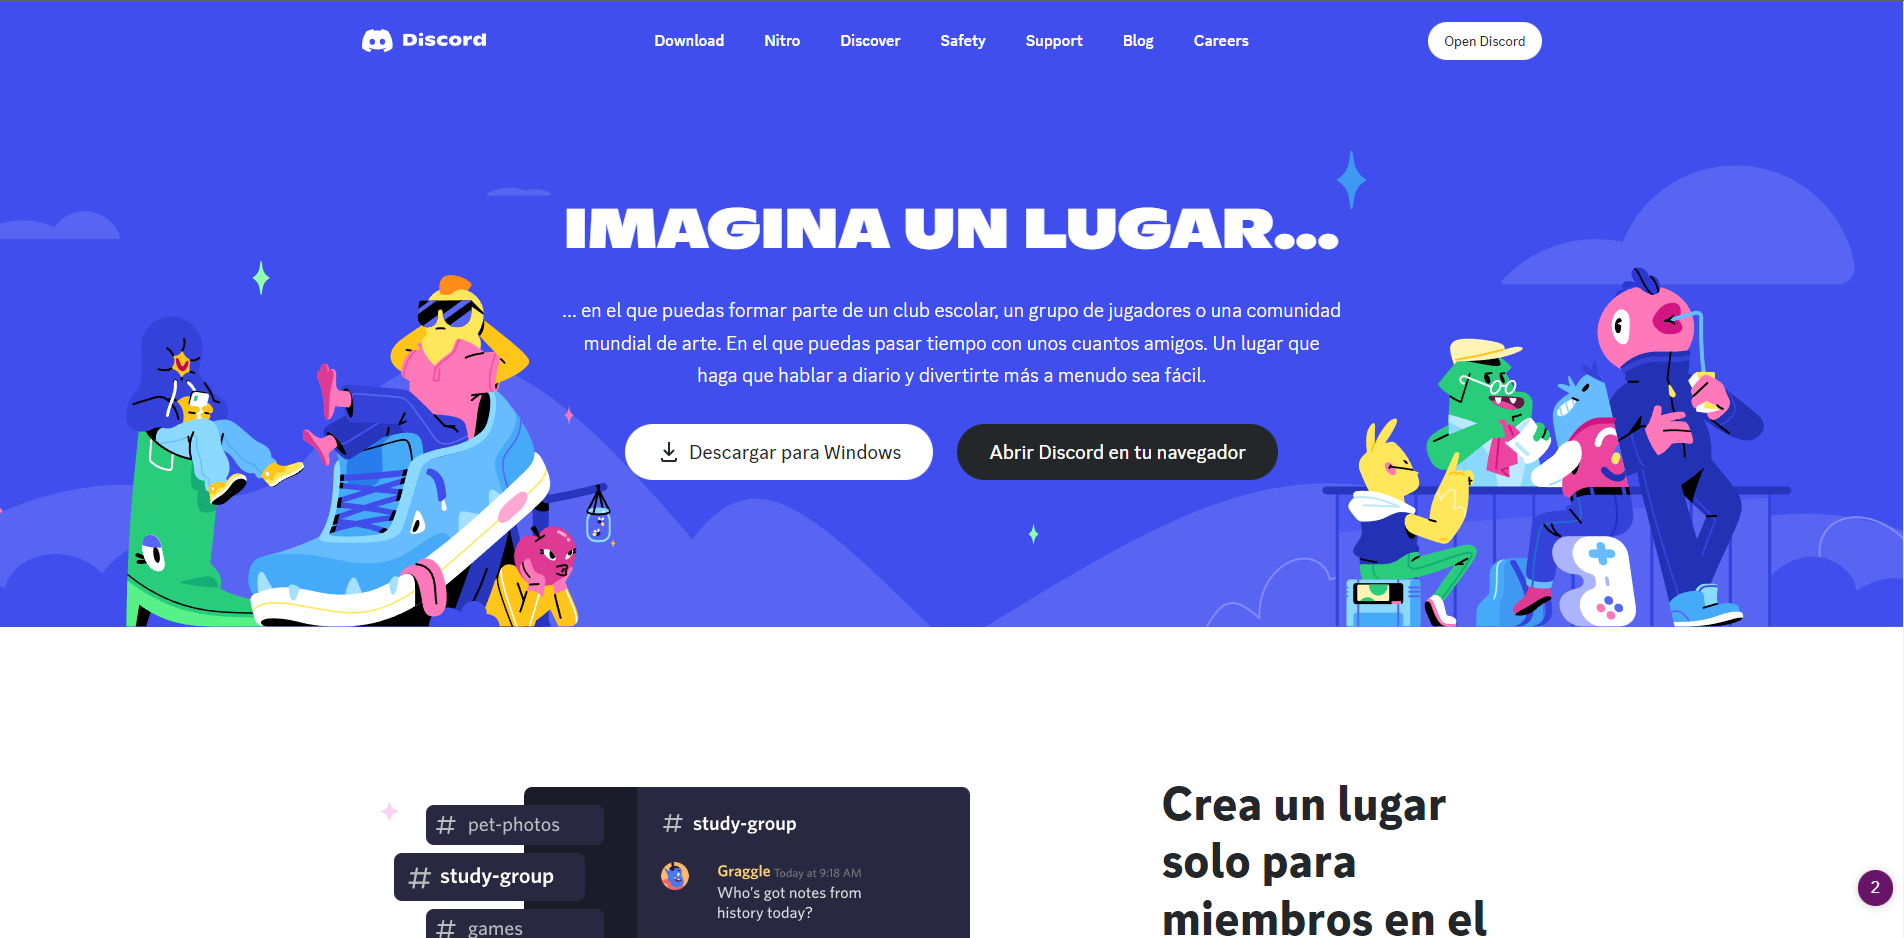 Discord
Download
Nitro
Discover
Safety
Support
Blog
Careers
Open Discord
IMAGINA UN LUGAR...
... en el que puedas formar parte de un club escolar, un grupo de jugadores o una comunidad
mundial de arte. En el que puedas pasar tiempo con unos cuantos amigos. Un lugar que
haga que hablar a diario y divertirte más a menudo sea fácil.
Descargar para Windows
Abrir Discord en tu navegador
# pet-photos
# study-group
# games
# study-group
Graggle Today at 9:18 AM
Who's got notes from
history today?
Crea un lugar
solo para
miembros en el
2